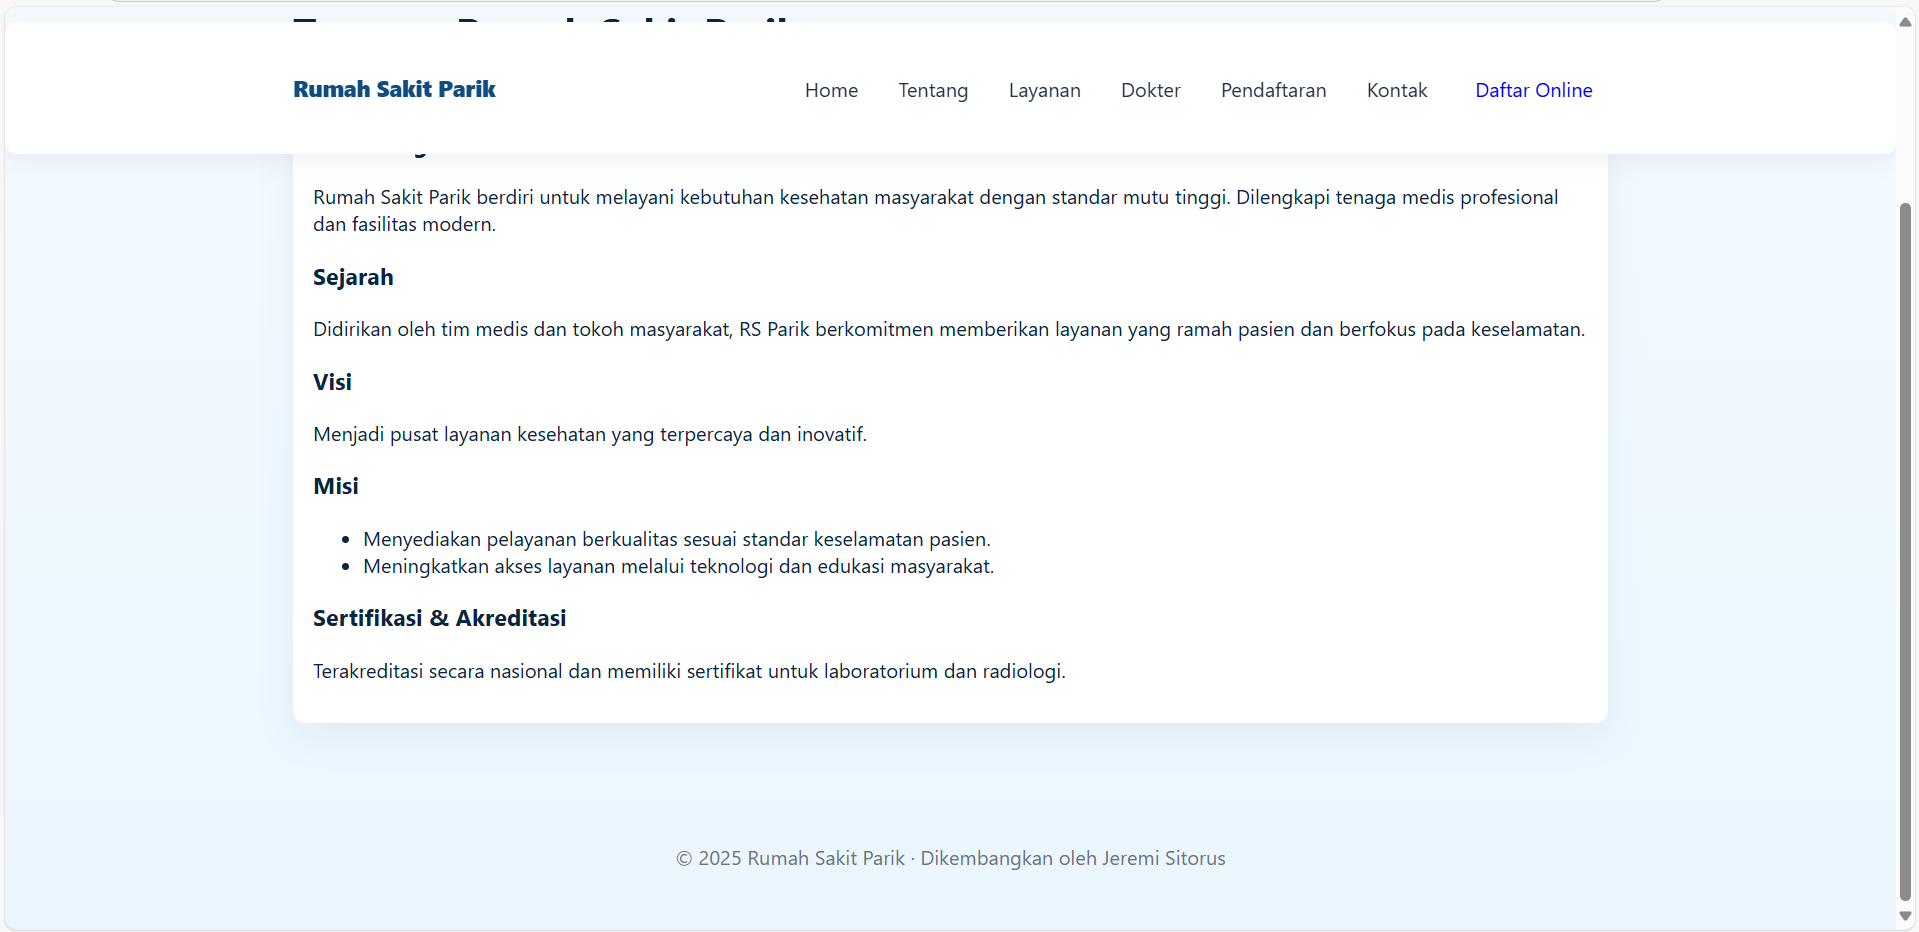 Rumah Sakit Parik
Home Tentang Layanan Dokter Pendaftaran Kontak Daftar Online
Rumah Sakit Parik berdiri untuk melayani kebutuhan kesehatan masyarakat dengan standar mutu tinggi. Dilengkapi tenaga medis profesional
dan fasilitas modern.
Sejarah
Didirikan oleh tim medis dan tokoh masyarakat, RS Parik berkomitmen memberikan layanan yang ramah pasien dan berfokus pada keselamatan.
Visi
Menjadi pusat layanan kesehatan yang terpercaya dan inovatif.
Misi
• Menyediakan pelayanan berkualitas sesuai standar keselamatan pasien.
• Meningkatkan akses layanan melalui teknologi dan edukasi masyarakat.
Sertifikasi & Akreditasi
Terakreditasi secara nasional dan memiliki sertifikat untuk laboratorium dan radiologi.
© 2025 Rumah Sakit Parik · Dikembangkan oleh Jeremi Sitorus